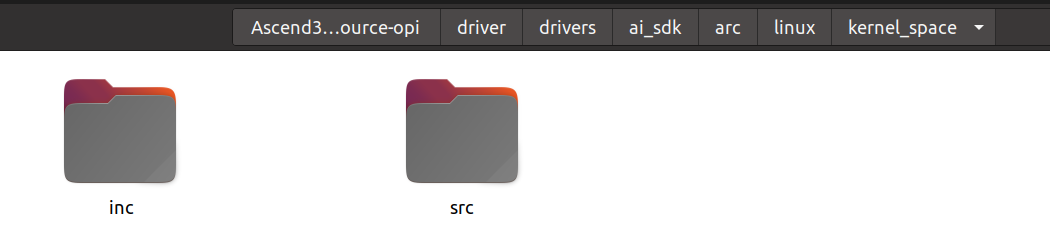 Ascend3...ource-opi driver drivers ai_sdk arc linux kernel_space
inc src